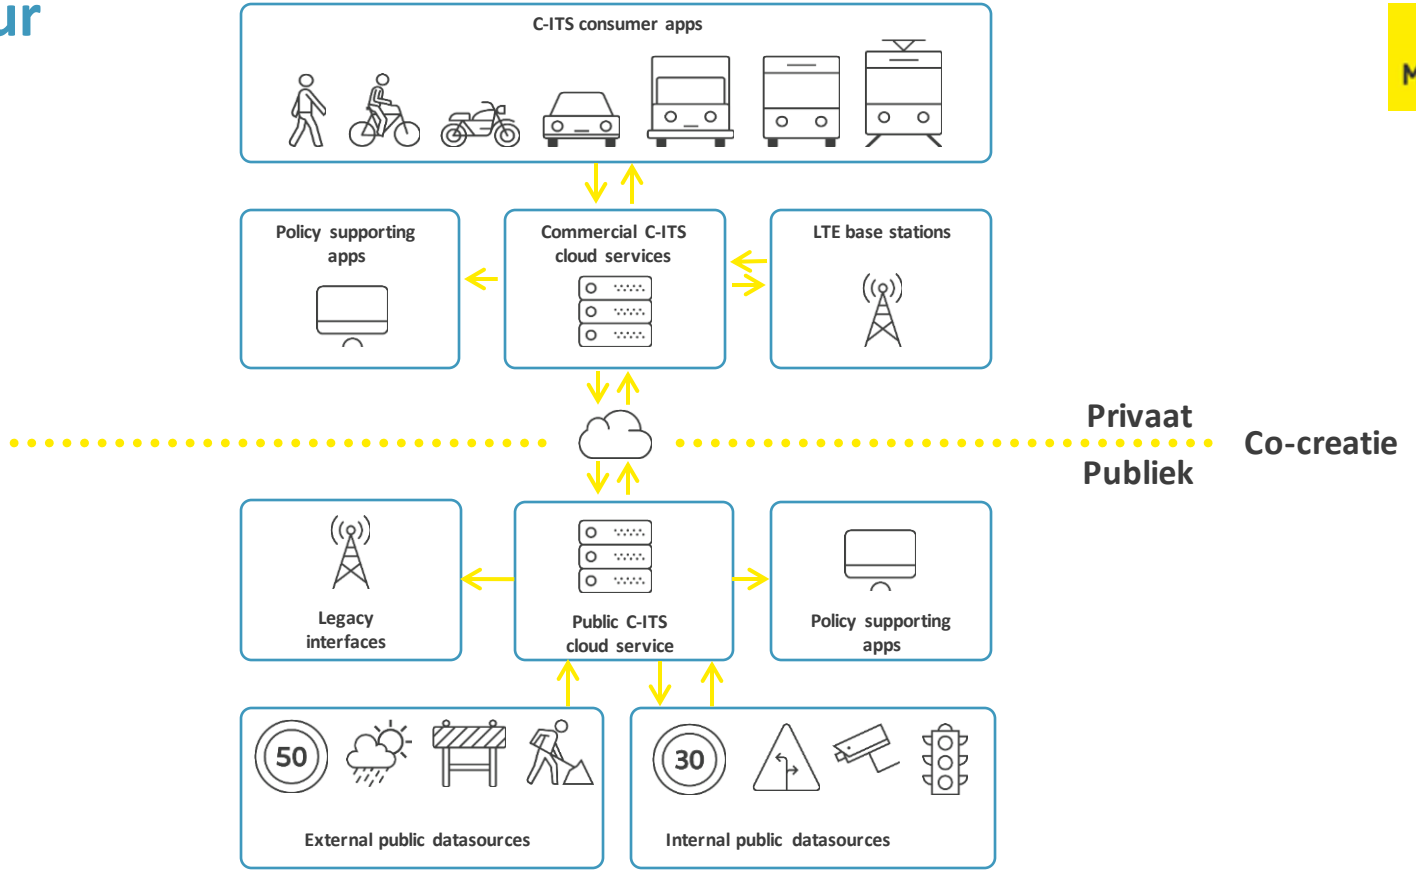 ur
C-ITS consumer apps
M
Policy supporting
apps
Commercial C-ITS
cloud services
LTE base stations
Privaat
Co-creatie
Publiek
Legacy
interfaces
Public C-ITS
cloud service
Policy supporting
apps
50
30
External public datasources
Internal public datasources